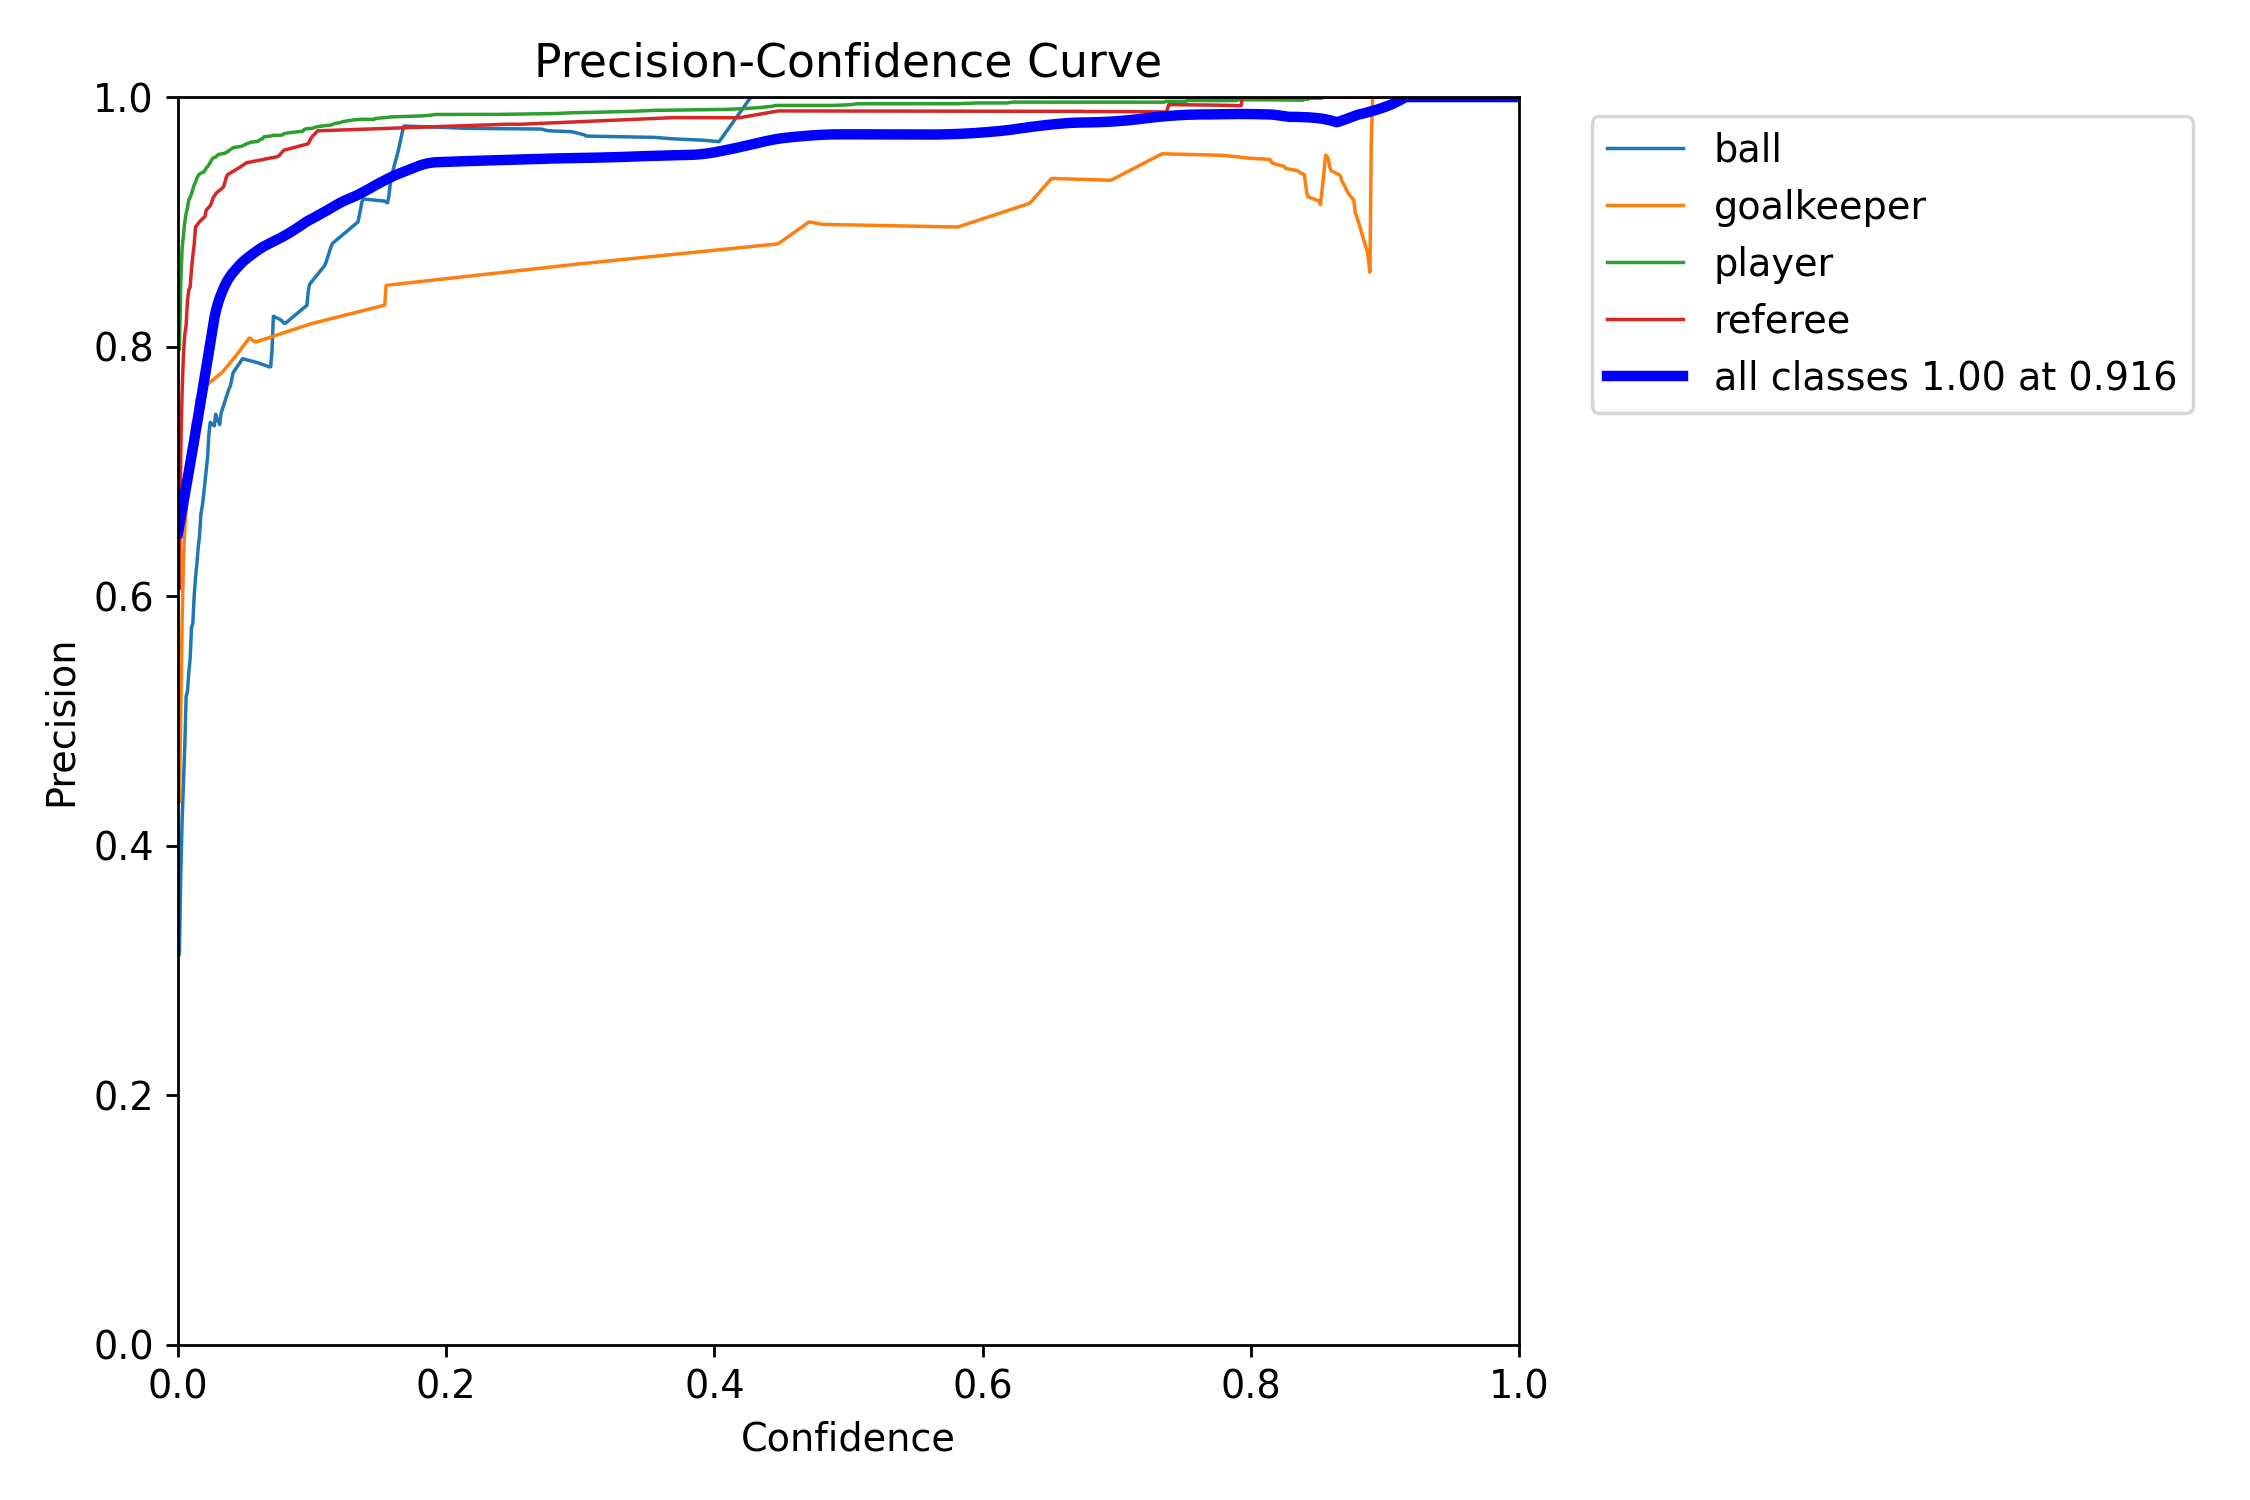 Precision-Confidence Curve
1.0
0.8
0.6
0.4
0.2
0.0
Precision
0.0 0.2 0.4 0.6 0.8 1.0
Confidence
ball
goalkeeper
player
referee
all classes 1.00 at 0.916